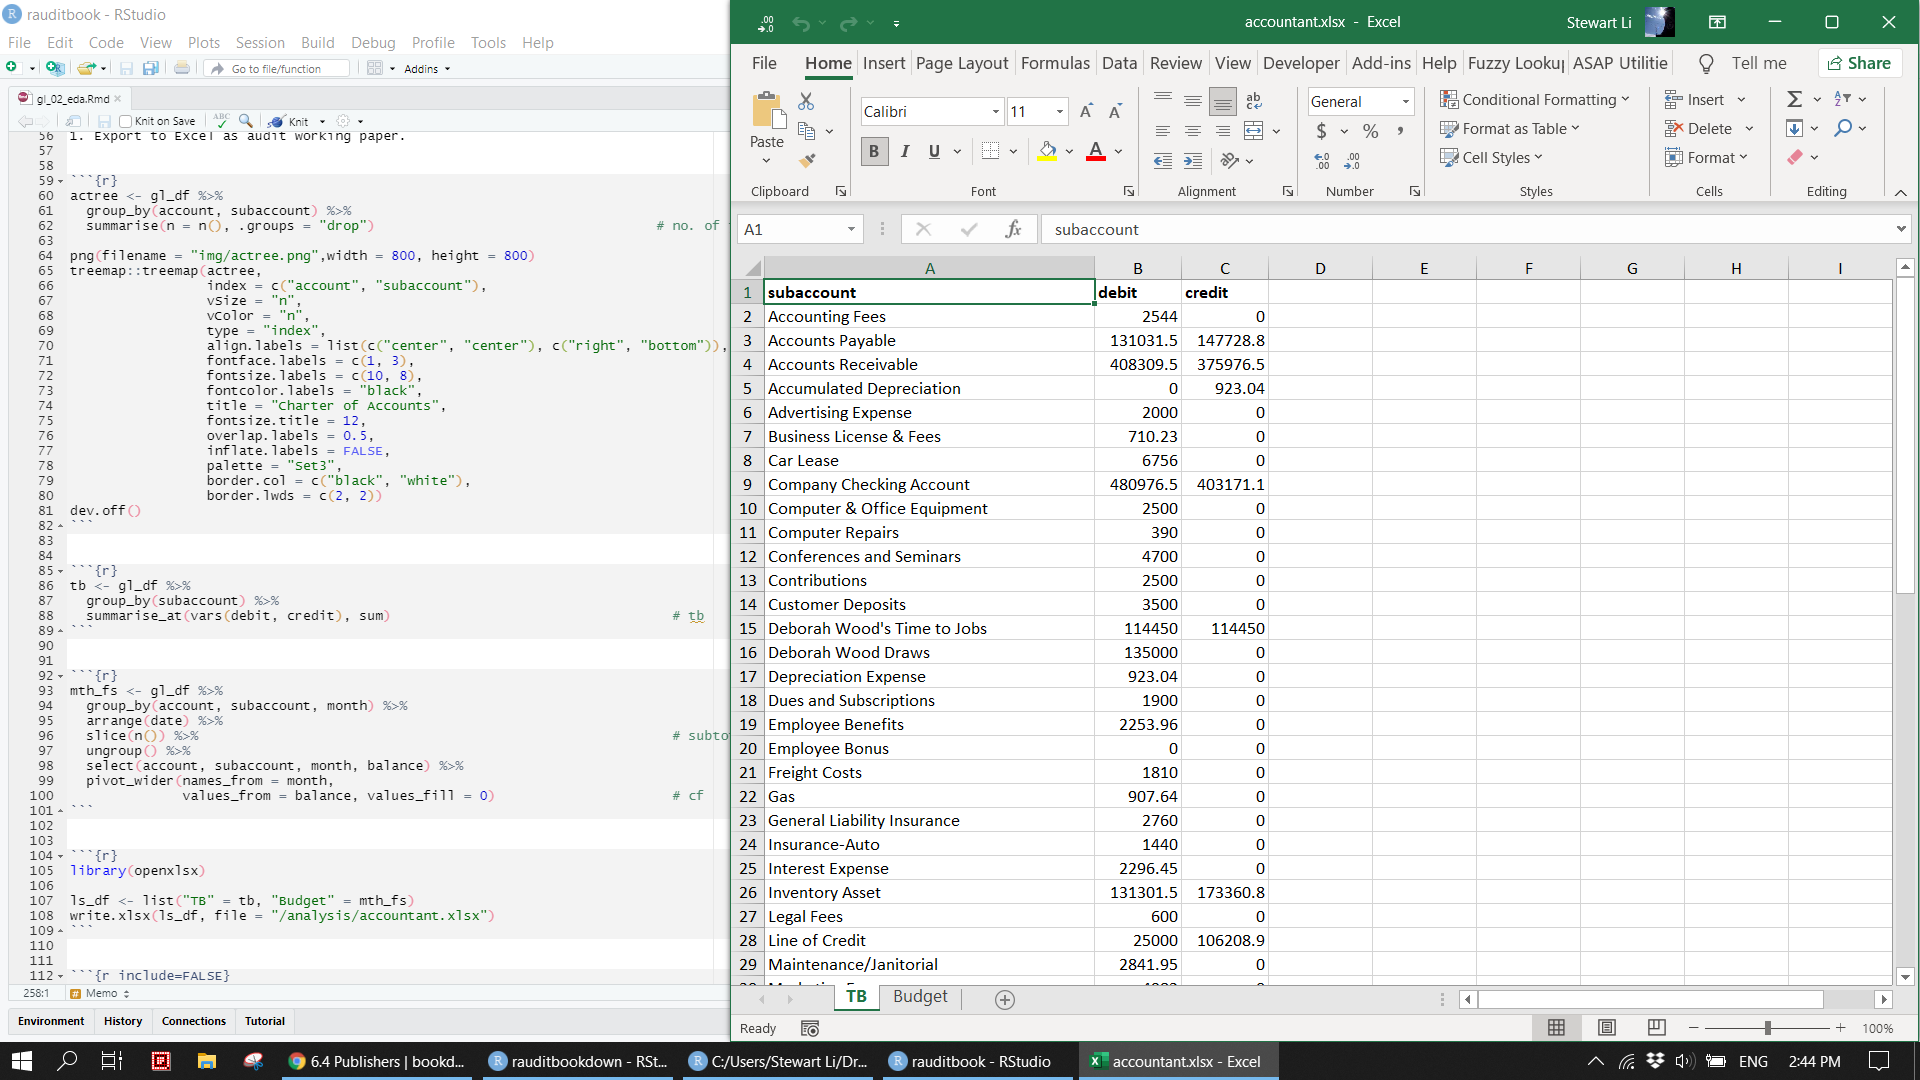 rauditbook - RStudio
File Edit Code View Plots Session Build Debug Profile Tools Help
Go to file/function Addins
gl_02_eda.Rmd
Knit on Save Knit
56 1. Export to Excel as audit working paper.
57
58
59 ```{r}
60 actree <- gl_df %>%
61 group_by(account, subaccount) %>%
62 summarise(n = n(), .groups = "drop") # no. of
63
64 png(filename = "img/actree.png",width = 800, height = 800)
65 treemap::treemap(actree,
66 index = c("account", "subaccount"),
67 vSize = "n",
68 vColor = "n",
69 type = "index",
70 align.labels = list(c("center", "center"), c("right", "bottom")),
71 fontface.labels = c(1, 3),
72 fontsize.labels = c(10, 8),
73 fontcolor.labels = "black",
74 title = "Charter of Accounts",
75 fontsize.title = 12,
76 overlap.labels = 0.5,
77 inflate.labels = FALSE,
78 palette = "Set3",
79 border.col = c("black", "white"),
80 border.lwds = c(2, 2))
81 dev.off()
82 ```
83
84
85 ```{r}
86 tb <- gl_df %>%
87 group_by(subaccount) %>%
88 summarise_at(vars(debit, credit), sum) # tb
89 ```
90
91
92 ```{r}
93 mth_fs <- gl_df %>%
94 group_by(account, subaccount, month) %>%
95 arrange(date) %>%
96 slice(n()) %>% # subto
97 ungroup() %>%
98 select(account, subaccount, month, balance) %>%
99 pivot_wider(names_from = month,
100 values_from = balance, values_fill = 0) # cf
101 ```
102
103
104 ```{r}
105 library(openxlsx)
106
107 ls_df <- list("TB" = tb, "Budget" = mth_fs)
108 write.xlsx(ls_df, file = "/analysis/accountant.xlsx")
109 ```
110
111
112 ```{r include=FALSE}
258:1 # Memo
Environment History Connections Tutorial
accountant.xlsx - Excel Stewart Li
File Home Insert Page Layout Formulas Data Review View Developer Add-ins Help Fuzzy Lookup ASAP Utilitie Tell me Share
Paste Calibri 11 General Conditional Formatting Insert
Format as Table Delete
Cell Styles Format
Clipboard Font Alignment Number Styles Cells Editing
A1 fx subaccount
A B C D E F G H I
1 subaccount debit credit
2 Accounting Fees 2544 0
3 Accounts Payable 131031.5 147728.8
4 Accounts Receivable 408309.5 375976.5
5 Accumulated Depreciation 0 923.04
6 Advertising Expense 2000 0
7 Business License & Fees 710.23 0
8 Car Lease 6756 0
9 Company Checking Account 480976.5 403171.1
10 Computer & Office Equipment 2500 0
11 Computer Repairs 390 0
12 Conferences and Seminars 4700 0
13 Contributions 2500 0
14 Customer Deposits 3500 0
15 Deborah Wood's Time to Jobs 114450 114450
16 Deborah Wood Draws 135000 0
17 Depreciation Expense 923.04 0
18 Dues and Subscriptions 1900 0
19 Employee Benefits 2253.96 0
20 Employee Bonus 0 0
21 Freight Costs 1810 0
22 Gas 907.64 0
23 General Liability Insurance 2760 0
24 Insurance-Auto 1440 0
25 Interest Expense 2296.45 0
26 Inventory Asset 131301.5 173360.8
27 Legal Fees 600 0
28 Line of Credit 25000 106208.9
29 Maintenance/Janitorial 2841.95 0
TB Budget
Ready 100%
6.4 Publishers | bookd... rauditbookdown - RSt... C:/Users/Stewart Li/Dr... rauditbook - RStudio accountant.xlsx - Excel ENG 2:44 PM